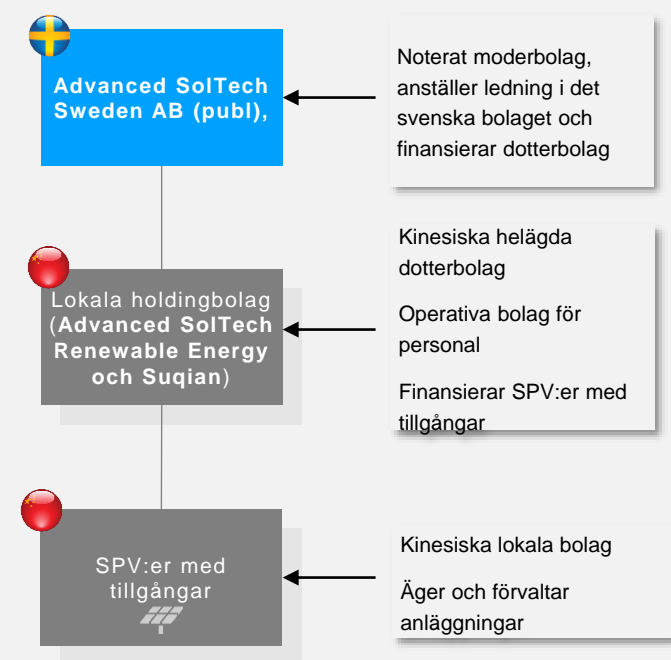 Advanced SolTech
Sweden AB (publ),
Noterat moderbolag,
anställer ledning i det
svenska bolaget och
finansierar dotterbolag
Lokala holdingbolag
(Advanced SolTech
Renewable Energy
och Suqian)
Kinesiska helägda
dotterbolag
Operativa bolag för
personal
Finansierar SPV:er med
tillgångar
SPV:er med
tillgångar
Kinesiska lokala bolag
Äger och förvaltar
anläggningar